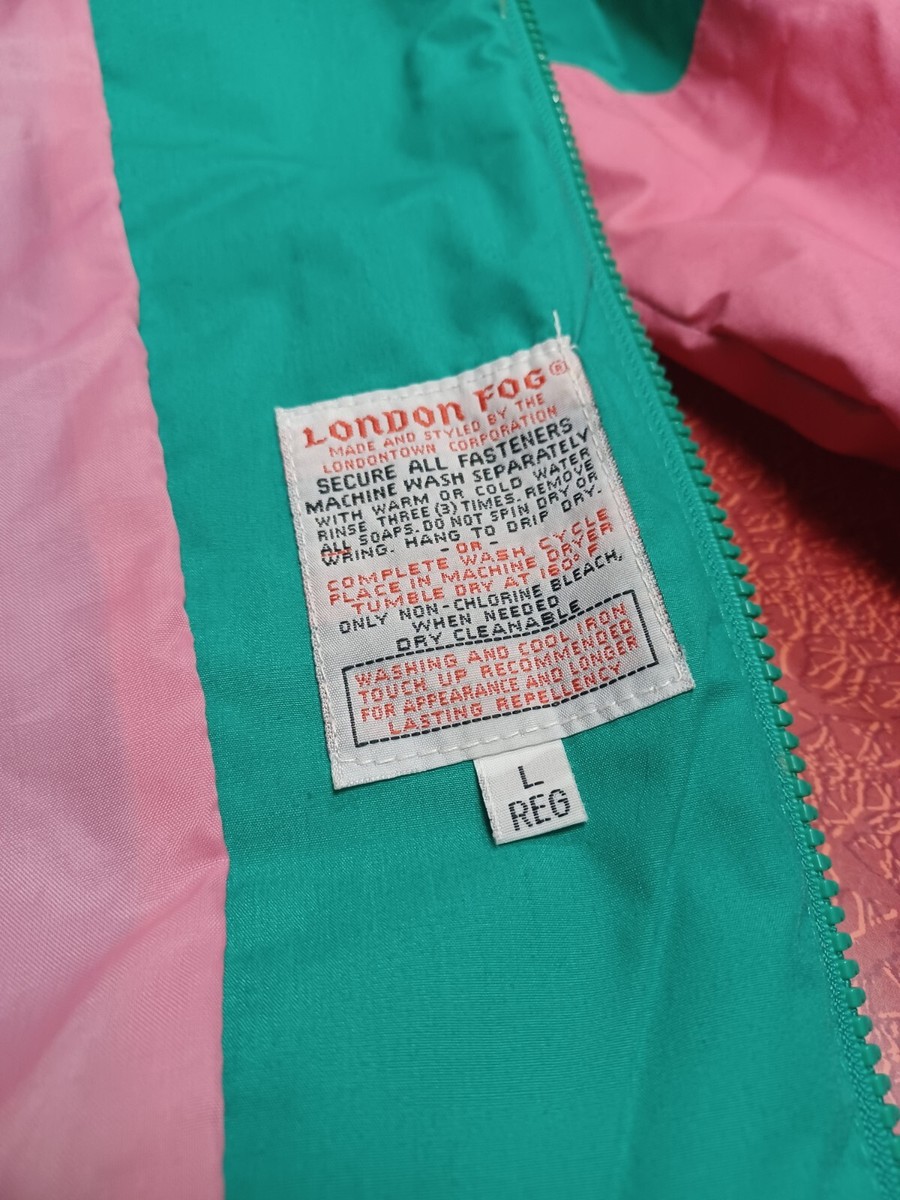 LONDON FOG®
MADE AND STYLED BY THE
LONDONTOWN CORPORATION
SECURE ALL FASTENERS
MACHINE WASH SEPARATELY
WITH WARM OR COLD WATER
RINSE THREE (3) TIMES. REMOVE
ALL SOAPS. DO NOT SPIN DRY OR
WRING. HANG TO DRIP DRY.
- OR -
COMPLETE WASH CYCLE
PLACE IN MACHINE DRYER
TUMBLE DRY AT 160° F.
ONLY NON-CHLORINE BLEACH,
WHEN NEEDED
DRY CLEANABLE
WASHING AND COOL IRON
TOUCH UP RECOMMENDED
FOR APPEARANCE AND LONGER
LASTING REPELLENCY
L
REG